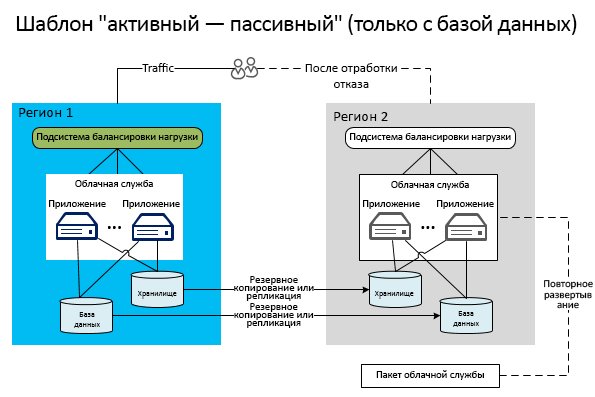 Шаблон "активный — пассивный" (только с базой данных)
Traffic
После отработки
отказа
Регион 1
Подсистема балансировки нагрузки
Облачная служба
Приложение
Приложение
...
Хранилище
База
данных
Резервное
копирование или
репликация
Резервное
копирование или
репликация
Регион 2
Подсистема балансировки нагрузки
Облачная служба
Приложение
Приложение
...
Хранилище
База
данных
Повторное
развертыв
ание
Пакет облачной службы